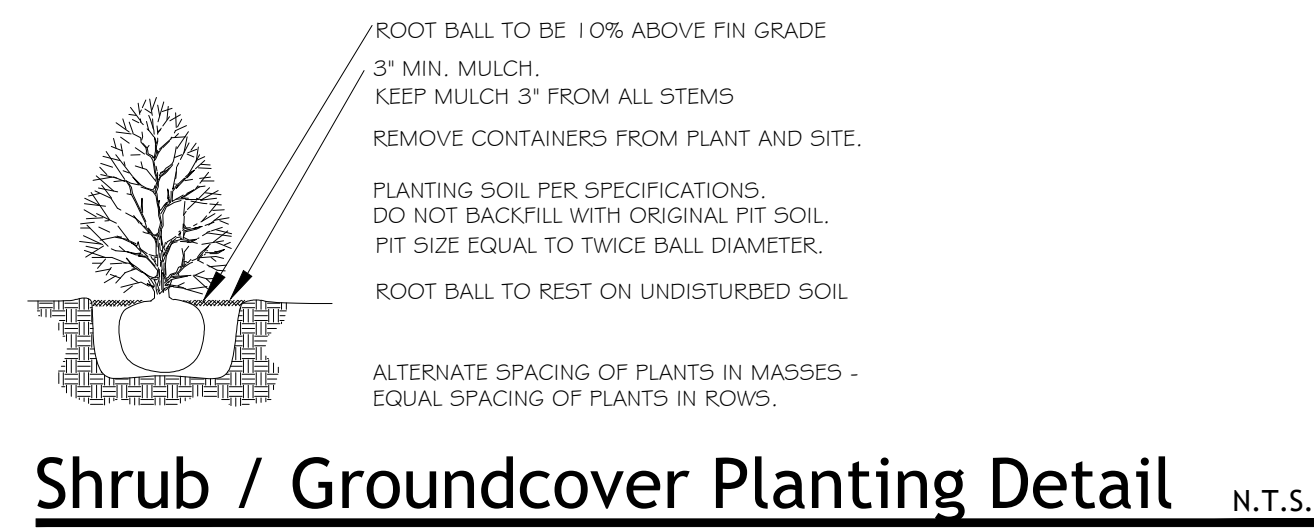 ROOT BALL TO BE 10% ABOVE FIN GRADE
3" MIN. MULCH.
KEEP MULCH 3" FROM ALL STEMS
REMOVE CONTAINERS FROM PLANT AND SITE.
PLANTING SOIL PER SPECIFICATIONS.
DO NOT BACKFILL WITH ORIGINAL PIT SOIL.
PIT SIZE EQUAL TO TWICE BALL DIAMETER.
ROOT BALL TO REST ON UNDISTURBED SOIL
ALTERNATE SPACING OF PLANTS IN MASSES -
EQUAL SPACING OF PLANTS IN ROWS.
Shrub / Groundcover Planting Detail N.T.S.